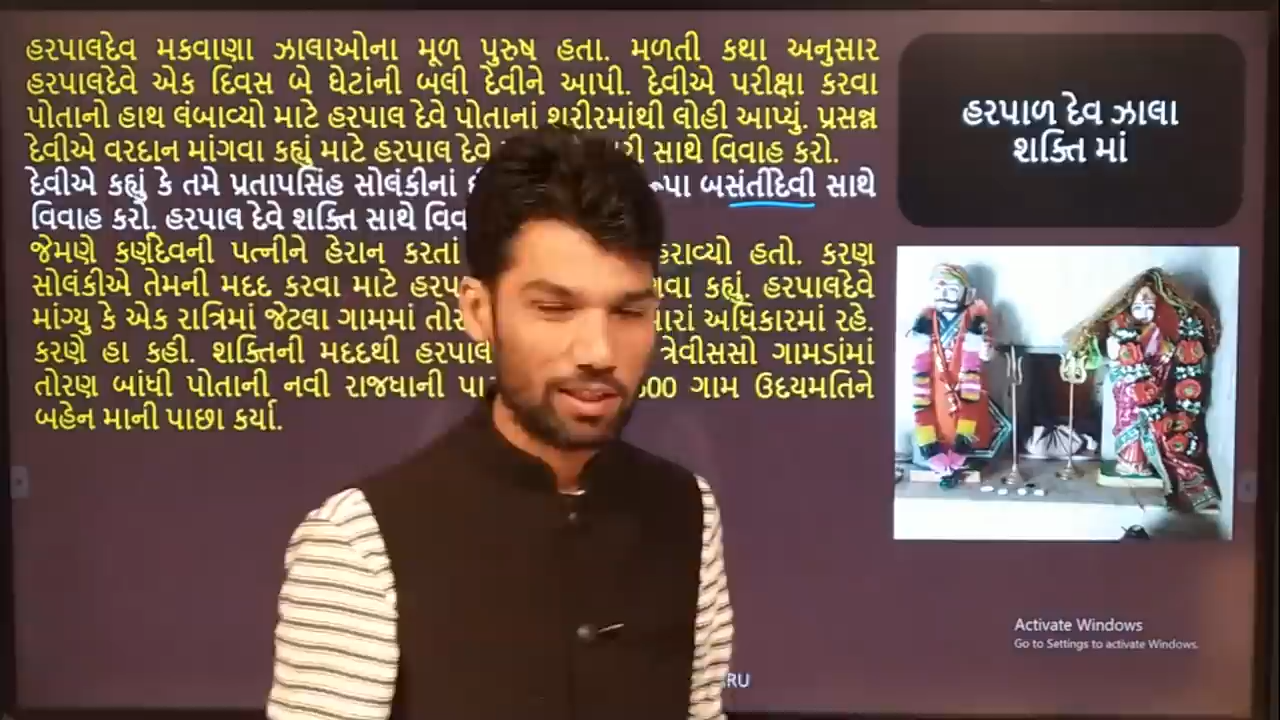 હરપાલદેવ મકવાણા ઝાલાઓના મૂળ પુરુષ હતા. મળતી કથા અનુસાર
હરપાલદેવે એક દિવસ બે ઘેટાંની બલી દેવીને આપી. દેવીએ પરીક્ષા કરવા
પોતાનો હાથ લંબાવ્યો માટે હરપાલ દેવે પોતાનાં શરીરમાંથી લોહી આપ્યું. પ્રસન્ન
દેવીએ વરદાન માંગવા કહ્યું માટે હરપાલ દેવે સાથે વિવાહ કરો.
દેવીએ કહ્યું કે તમે પ્રતાપસિંહ સોલંકીનાં બસંતીદેવી સાથે
વિવાહ કરો. હરપાલ દેવે શક્તિ સાથે
જેમણે કર્ણદેવની પત્નીને હેરાન કરતાં હરાવ્યો હતો. કરણ
સોલંકીએ તેમની મદદ કરવા માટે કહ્યું. હરપાલદેવે
માંગ્યુ કે એક રાત્રિમાં જેટલા ગામમાં અધિકારમાં રહે.
કરણે હા કહી. શક્તિની મદદથી હરપાલ ત્રેવીસસો ગામડાંમાં
તોરણ બાંધી પોતાની નવી રાજધાની ગામ ઉદયમતિને
બહેન માની પાછા કર્યા.
હરપાળ દેવ ઝાલા
શક્તિ માં
Activate Windows
Go to Settings to activate Windows.